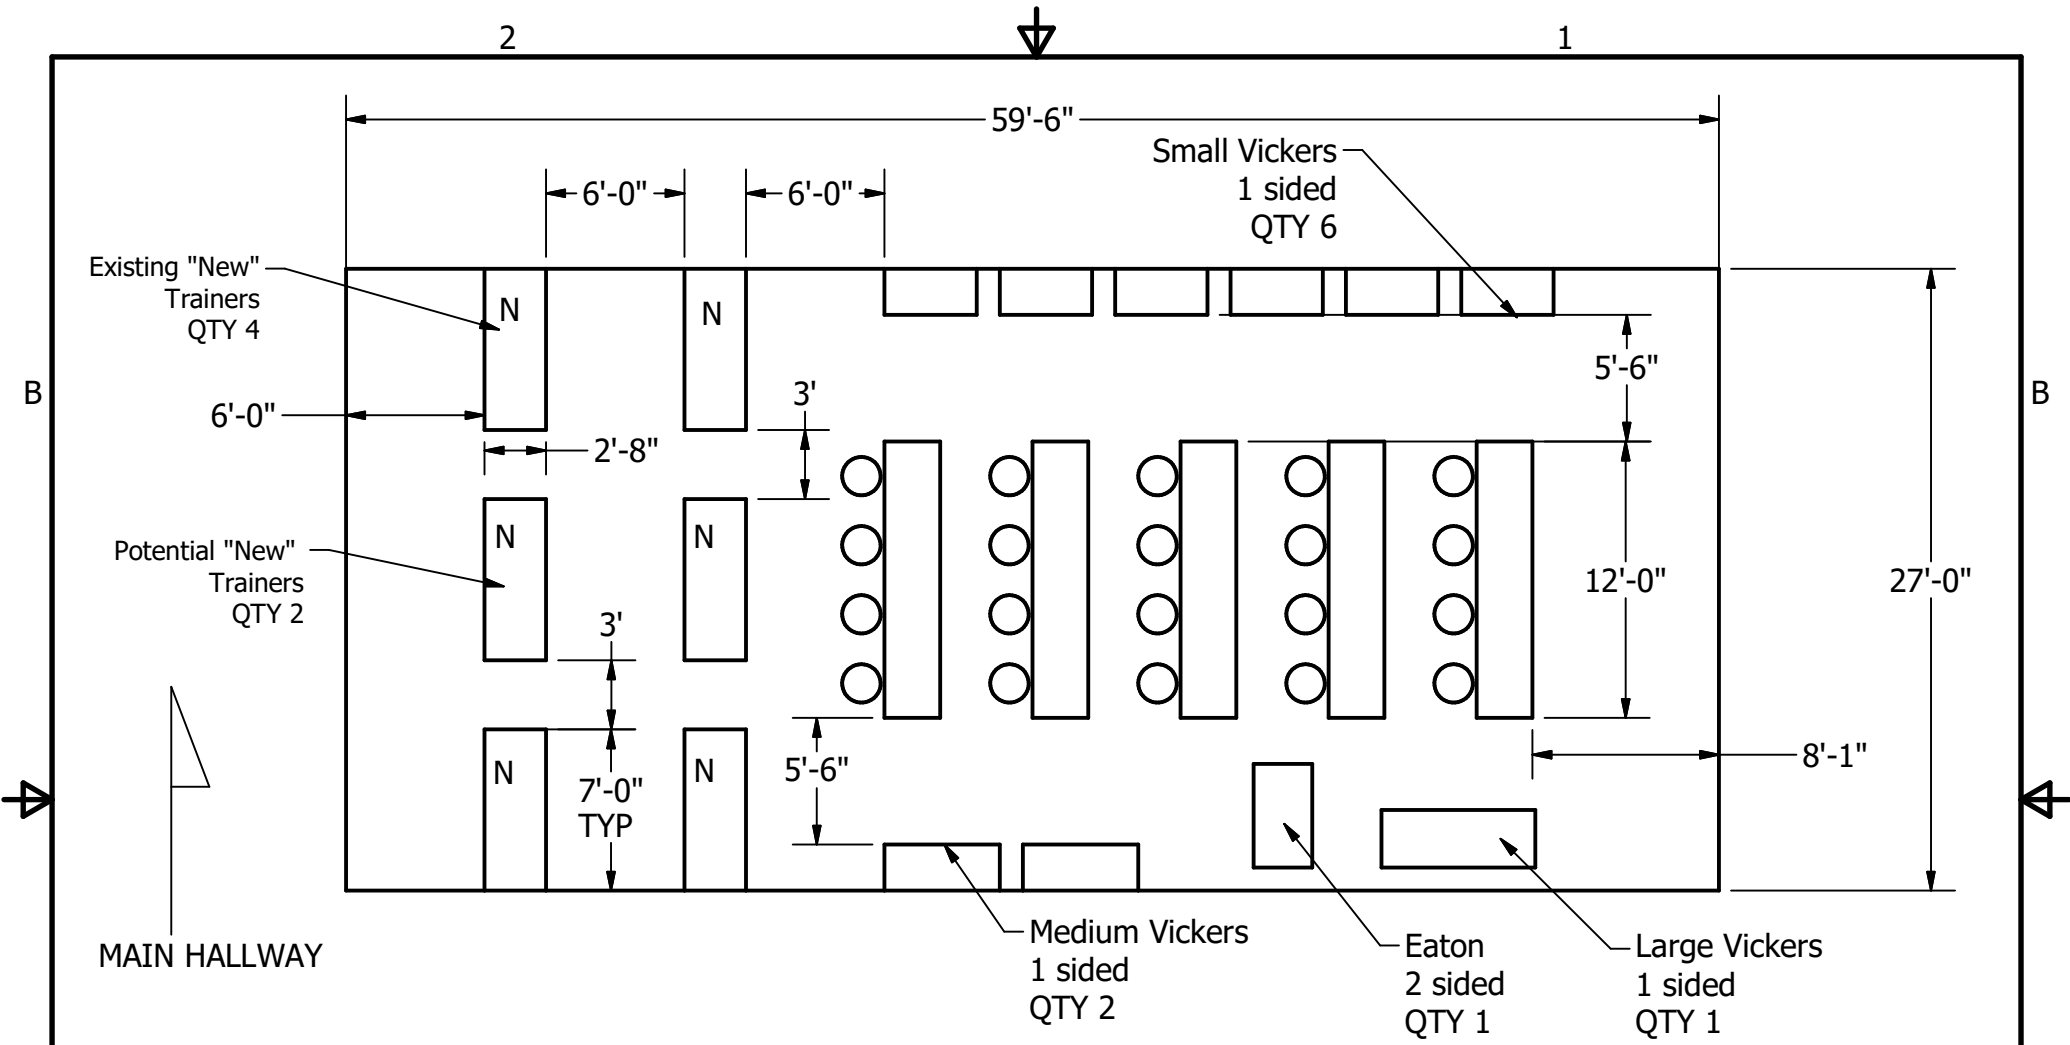 2
1
59'-6"
Small Vickers
1 sided
QTY 6
6'-0"
6'-0"
Existing "New"
Trainers
QTY 4
N
N
5'-6"
B
B
6'-0"
3'
2'-8"
Potential "New"
Trainers
QTY 2
N
N
12'-0"
27'-0"
3'
N
N
7'-0"
TYP
5'-6"
8'-1"
MAIN HALLWAY
Medium Vickers
1 sided
QTY 2
Eaton
2 sided
QTY 1
Large Vickers
1 sided
QTY 1